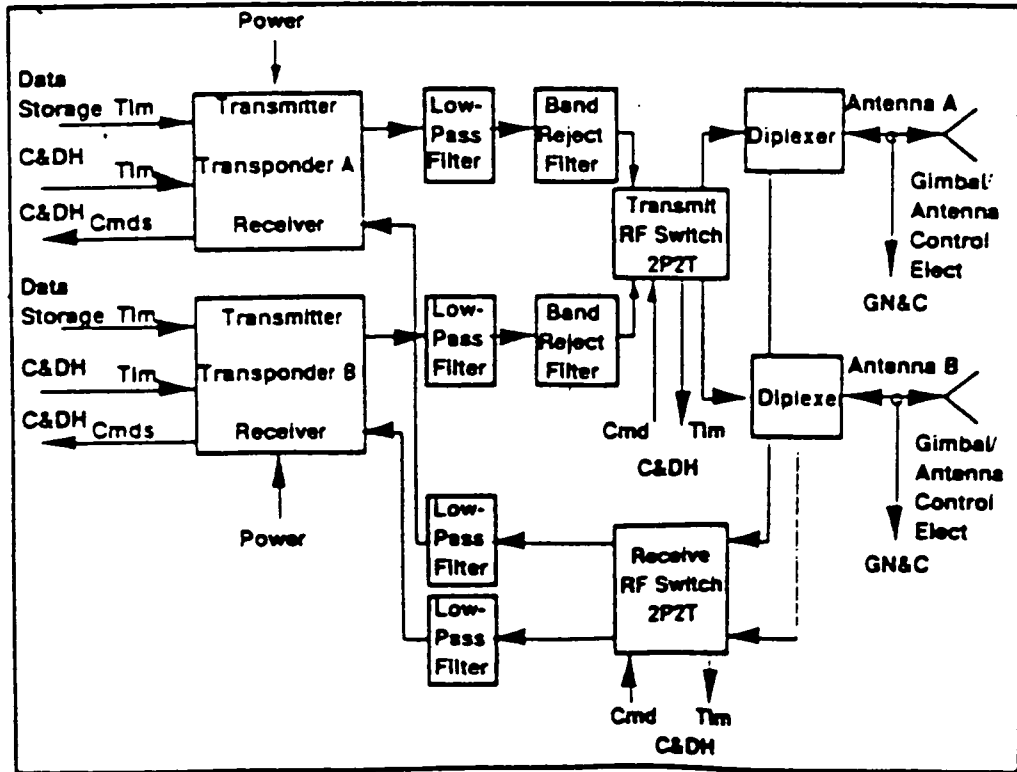 Power
Data
Storage Tlm
C&DH
Tlm
C&DH
Cmds
Transmitter
Transponder A
Receiver
Low-
Pass
Filter
Band
Reject
Filter
Transmit
RF Switch
2P2T
Diplexer
Antenna A
Gimbal/
Antenna
Control
Elect
GN&C
Data
Storage Tlm
C&DH
Tlm
C&DH
Cmds
Transmitter
Transponder B
Receiver
Power
Low-
Pass
Filter
Band
Reject
Filter
Cmd
Tlm
C&DH
Diplexe
Antenna B
Gimbal/
Antenna
Control
Elect
GN&C
Low-
Pass
Filter
Low-
Pass
Filter
Receive
RF Switch
2P2T
Cmd
Tlm
C&DH